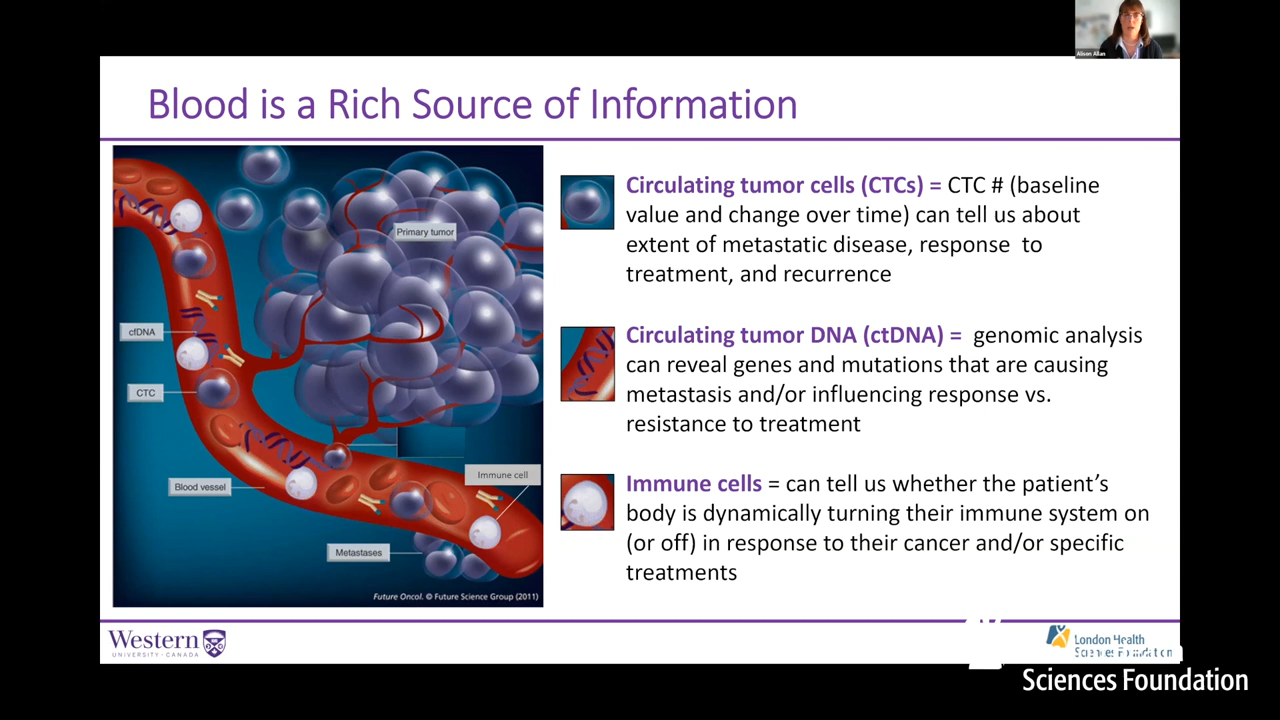 Alison Allan
Blood is a Rich Source of Information
Primary tumor
cfDNA
CTC
Blood vessel
Immune cell
Metastases
Future Oncol. © Future Science Group (2011)
Circulating tumor cells (CTCs) = CTC # (baseline
value and change over time) can tell us about
extent of metastatic disease, response to
treatment, and recurrence
Circulating tumor DNA (ctDNA) = genomic analysis
can reveal genes and mutations that are causing
metastasis and/or influencing response vs.
resistance to treatment
Immune cells = can tell us whether the patient's
body is dynamically turning their immune system on
(or off) in response to their cancer and/or specific
treatments
Western
UNIVERSITY · CANADA
London Health
Sciences Foundation
Sciences Foundation